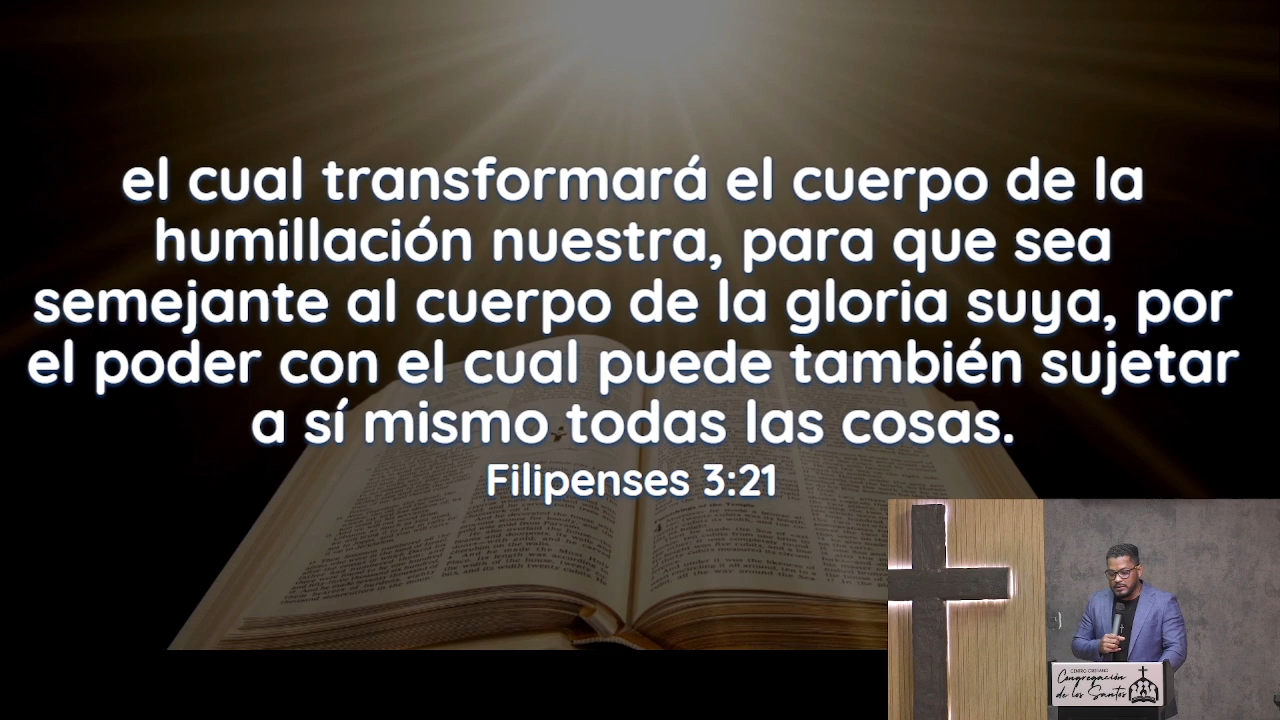 el cual transformará el cuerpo de la
humillación nuestra, para que sea
semejante al cuerpo de la gloria suya, por
el poder con el cual puede también sujetar
a sí mismo todas las cosas.
Filipenses 3:21
CENTRO CRISTIANO
Congregación
de los Santos